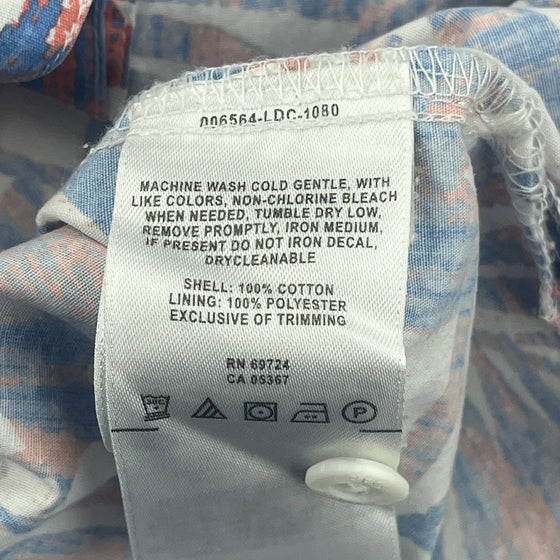 006564-LDC-1080
MACHINE WASH COLD GENTLE, WITH
LIKE COLORS, NON-CHLORINE BLEACH
WHEN NEEDED, TUMBLE DRY LOW,
REMOVE PROMPTLY, IRON MEDIUM,
IF PRESENT DO NOT IRON DECAL,
DRYCLEANABLE
SHELL: 100% COTTON
LINING: 100% POLYESTER
EXCLUSIVE OF TRIMMING
RN 69724
CA 05367
30C P